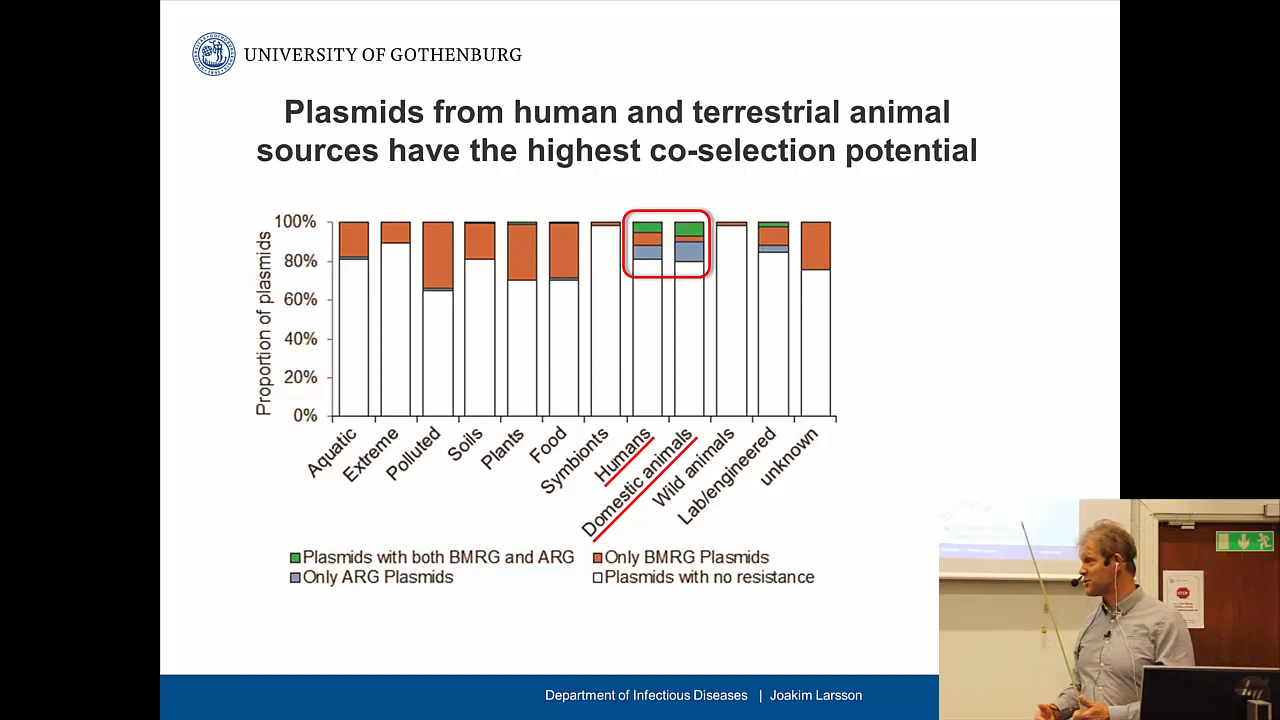 UNIVERSITY OF GOTHENBURG
Plasmids from human and terrestrial animal
sources have the highest co-selection potential
Proportion of plasmids
100%
80%
60%
40%
20%
0%
Aquatic
Extreme
Polluted
Soils
Plants
Food
Symbionts
Humans
Domestic animals
Wild animals
Lab/engineered
unknown
Plasmids with both BMRG and ARG
Only BMRG Plasmids
Only ARG Plasmids
Plasmids with no resistance
Department of Infectious Diseases | Joakim Larsson
STOP